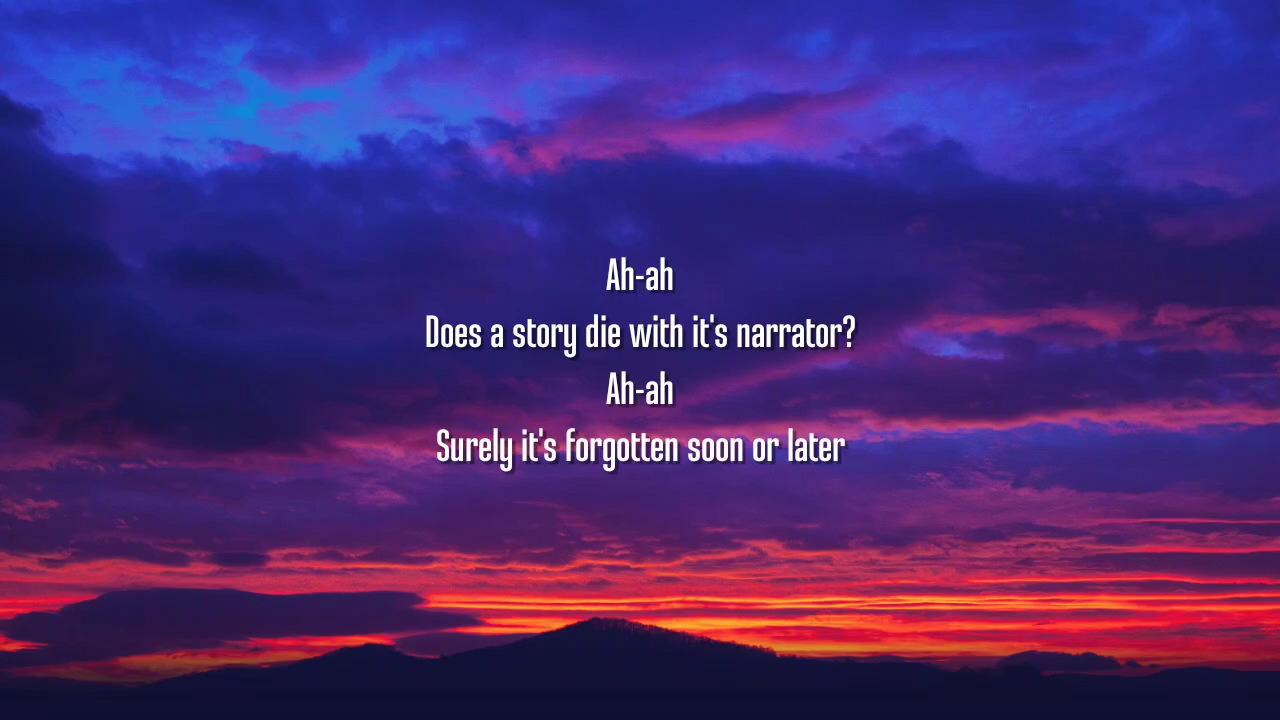 Ah-ah
Does a story die with it's narrator?
Ah-ah
Surely it's forgotten soon or later